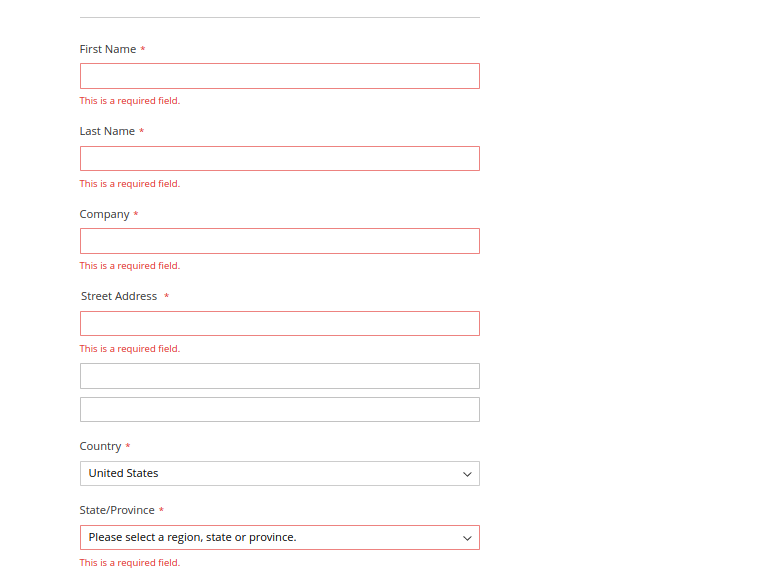 First Name *
This is a required field.
Last Name *
This is a required field.
Company *
This is a required field.
Street Address *
This is a required field.
Country *
United States
State/Province *
Please select a region, state or province.
This is a required field.